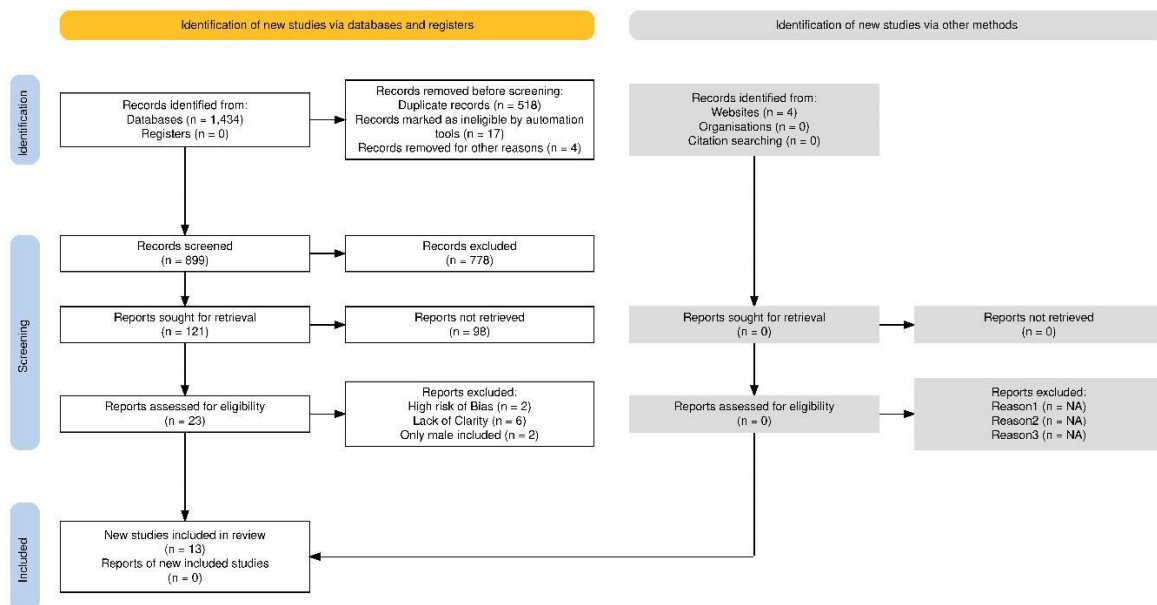 Identification of new studies via databases and registers
Identification of new studies via other methods
Identification
Records identified from:
Databases (n = 1,434)
Registers (n = 0)
Records removed before screening:
Duplicate records (n = 518)
Records marked as ineligible by automation
tools (n = 17)
Records removed for other reasons (n = 4)
Records identified from:
Websites (n = 4)
Organisations (n = 0)
Citation searching (n = 0)
Screening
Records screened
(n = 899)
Records excluded
(n = 778)
Reports sought for retrieval
(n = 121)
Reports not retrieved
(n = 98)
Reports sought for retrieval
(n = 0)
Reports not retrieved
(n = 0)
Reports assessed for eligibility
(n = 23)
Reports excluded:
High risk of Bias (n = 2)
Lack of Clarity (n = 6)
Only male included (n = 2)
Reports assessed for eligibility
(n = 0)
Reports excluded:
Reason1 (n = NA)
Reason2 (n = NA)
Reason3 (n = NA)
Included
New studies included in review
(n = 13)
Reports of new included studies
(n = 0)